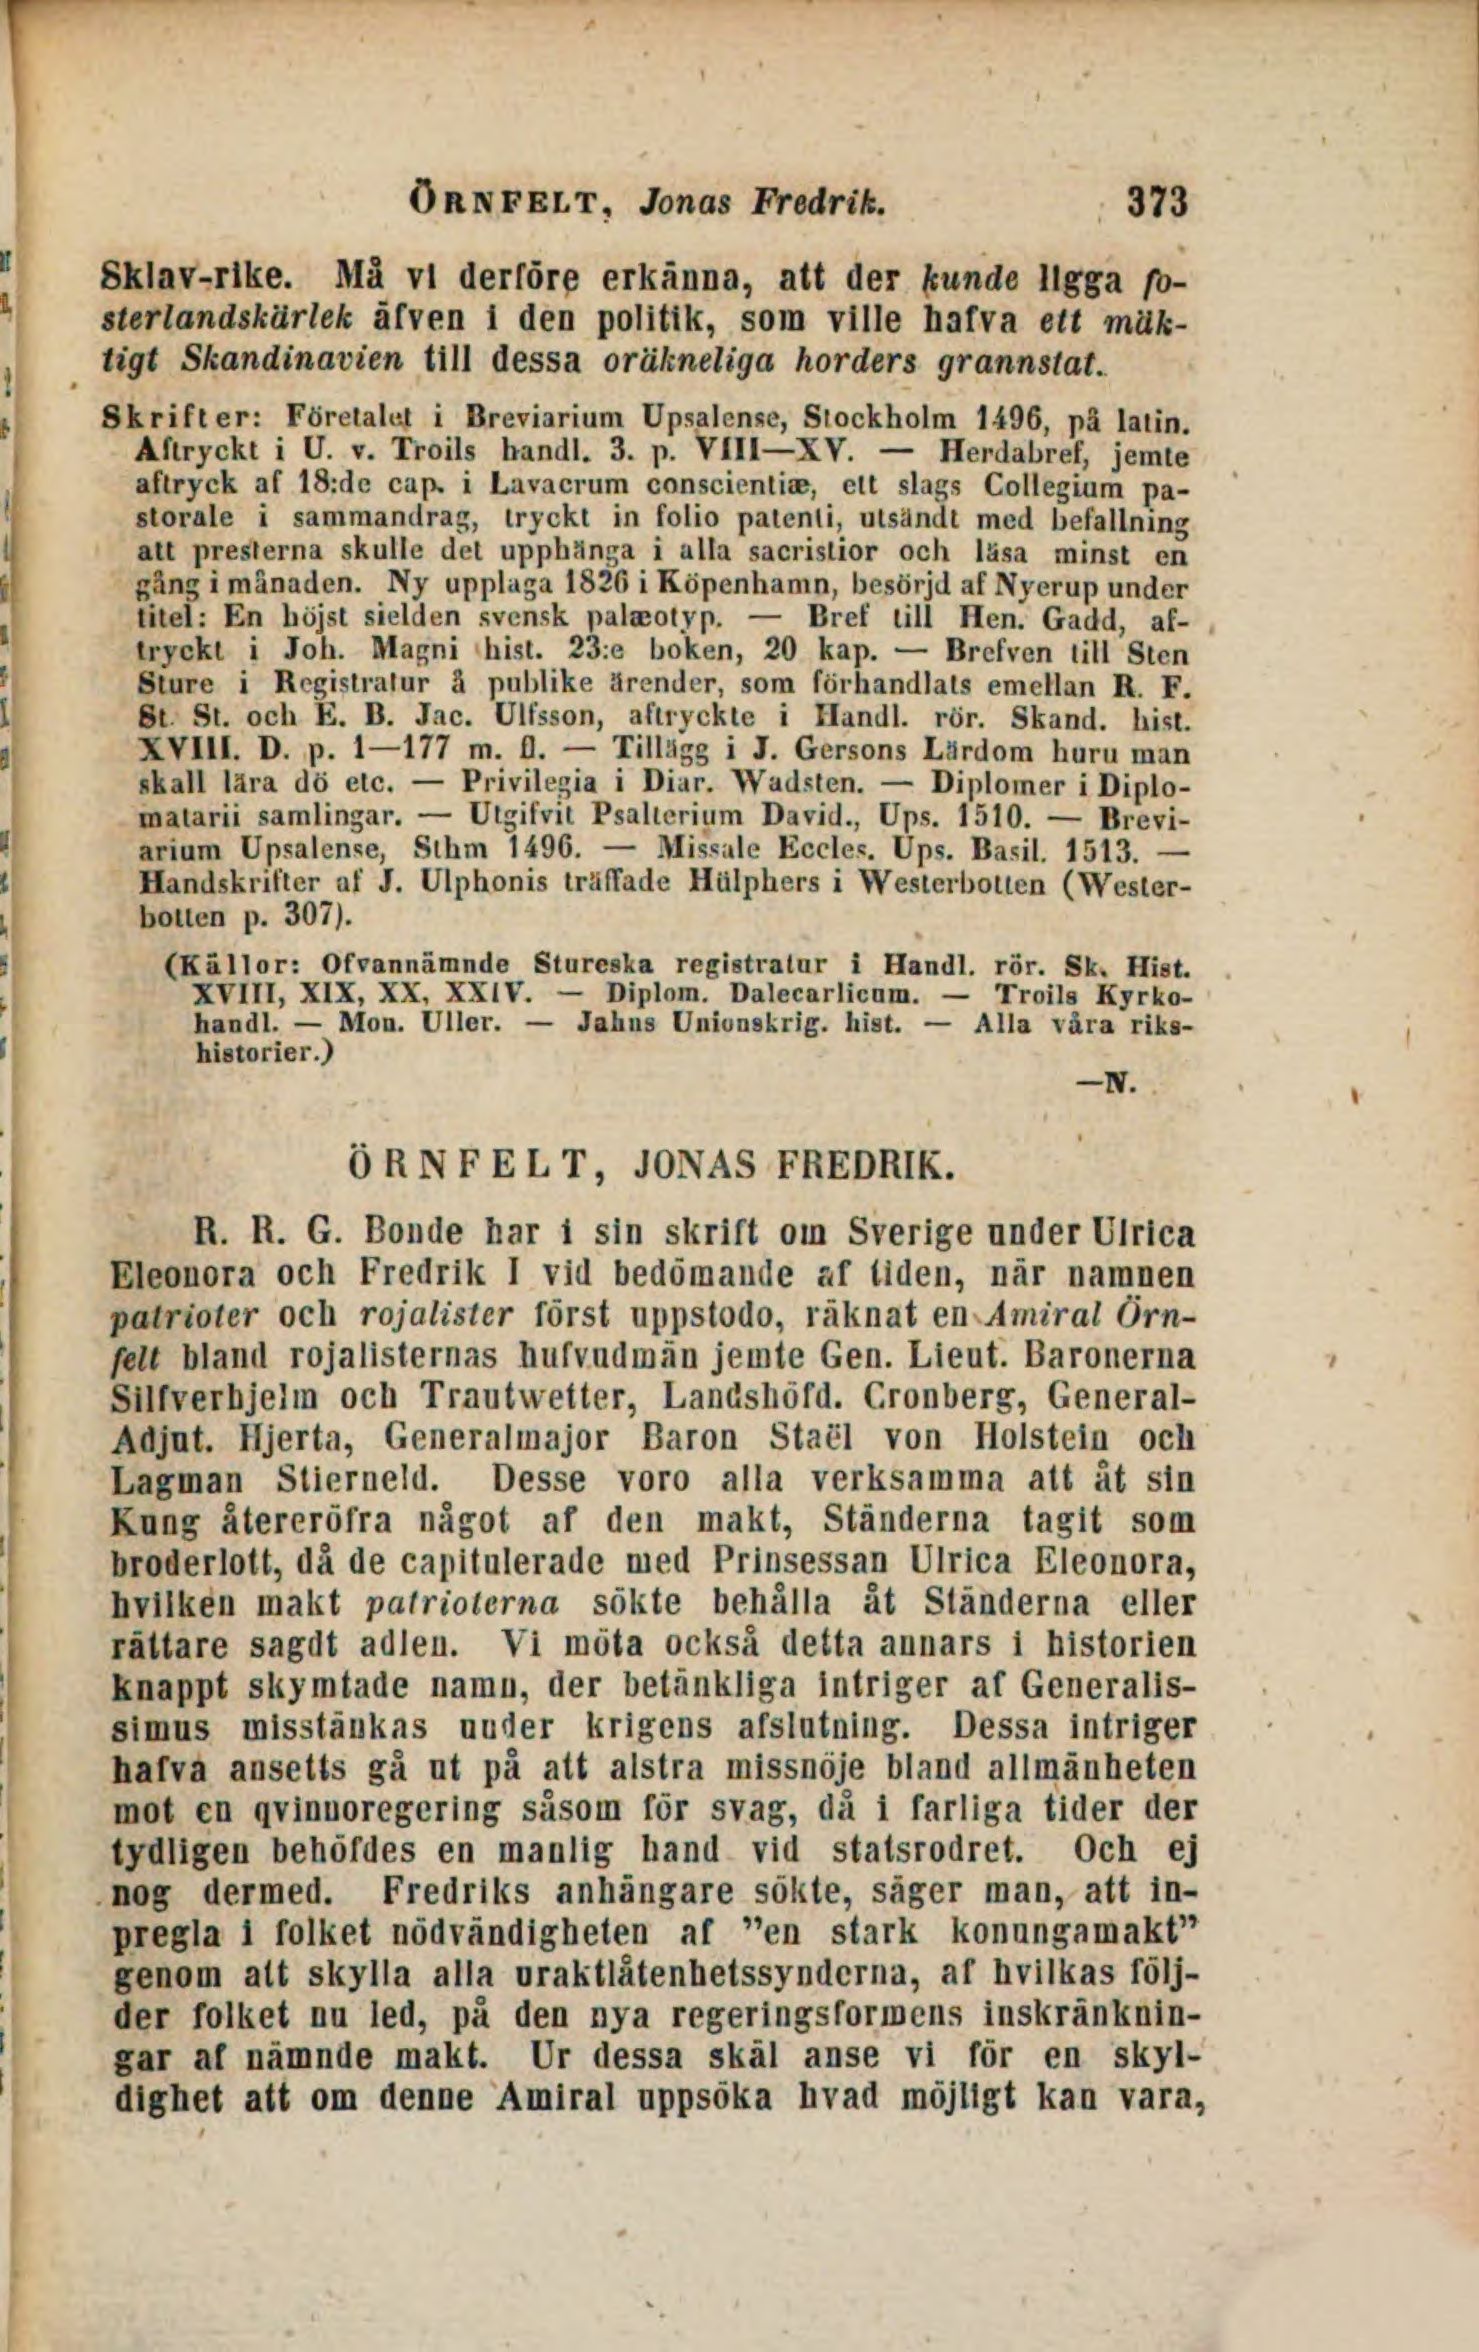 ÖRNFELT, Jonas Fredrik. 373
Sklav-rike. Må vi derföre erkänna, att der kunde ligga fo-
sterlandskärlek äfven i den politik, som ville hafva ett mäk-
tigt Skandinavien till dessa oräkneliga horders grannstat.
Skrifter: Företalet i Breviarium Upsalense, Stockholm 1496, på latin.
Aftryckt i U. v. Troils handl. 3. p. VIII—XV. — Herdabref, jemte
aftryck af 18:de cap. i Lavacrum conscientiæ, ett slags Collegium pa-
storale i sammandrag, tryckt in folio patenti, utsändt med befallning
att presterna skulle det upphänga i alla sacristior och läsa minst en
gång i månaden. Ny upplaga 1826 i Köpenhamn, besörjd af Nyerup under
titel: En höjst sielden svensk palæotyp. — Bref till Hen. Gadd, af-
tryckt i Joh. Magni hist. 23:e boken, 20 kap. — Brefven till Sten
Sture i Registratur å publike ärender, som förhandlats emellan R. F.
St. St. och E. B. Jac. Ulfsson, aftryckte i Handl. rör. Skand. hist.
XVIII. D. p. 1—177 m. fl. — Tillägg i J. Gersons Lärdom huru man
skall lära dö etc. — Privilegia i Diar. Wadsten. — Diplomer i Diplo-
matarii samlingar. — Utgifvit Psalterium David., Ups. 1510. — Brevi-
arium Upsalense, Sthm 1496. — Missale Eccles. Ups. Basil. 1513. —
Handskrifter af J. Ulphonis träffade Hülphers i Westerbotten (Wester-
botten p. 307).
(Källor: Ofvannämnde Stureska registratur i Handl. rör. Sk. Hist.
XVIII, XIX, XX, XXIV. — Diplom. Dalecarlicum. — Troils Kyrko-
handl. — Mon. Uller. — Jahns Unionskrig. hist. — Alla våra riks-
historier.)
—N.
ÖRNFELT, JONAS FREDRIK.
R. R. G. Bonde har i sin skrift om Sverige under Ulrica
Eleonora och Fredrik I vid bedömande af tiden, när namnen
patrioter och rojalister först uppstodo, räknat en Amiral Örn-
felt bland rojalisternas hufvudmän jemte Gen. Lieut. Baronerna
Silfverhjelm och Trautwetter, Landshöfd. Cronberg, General-
Adjut. Hjerta, Generalmajor Baron Staël von Holstein och
Lagman Stierneld. Desse voro alla verksamma att åt sin
Kung återeröfra något af den makt, Ständerna tagit som
broderlott, då de capitulerade med Prinsessan Ulrica Eleonora,
hvilken makt patrioterna sökte behålla åt Ständerna eller
rättare sagdt adlen. Vi möta också detta annars i historien
knappt skymtade namn, der betänkliga intriger af Generalis-
simus misstänkas under krigens afslutning. Dessa intriger
hafva ansetts gå ut på att alstra missnöje bland allmänheten
mot en qvinnoregering såsom för svag, då i farliga tider der
tydligen behöfdes en manlig hand vid statsrodret. Och ej
nog dermed. Fredriks anhängare sökte, säger man, att in-
pregla i folket nödvändigheten af ”en stark konungamakt”
genom att skylla alla uraktlåtenhetssynderna, af hvilkas följ-
der folket nu led, på den nya regeringsformens inskränknin-
gar af nämnde makt. Ur dessa skäl anse vi för en skyl-
dighet att om denne Amiral uppsöka hvad möjligt kan vara,